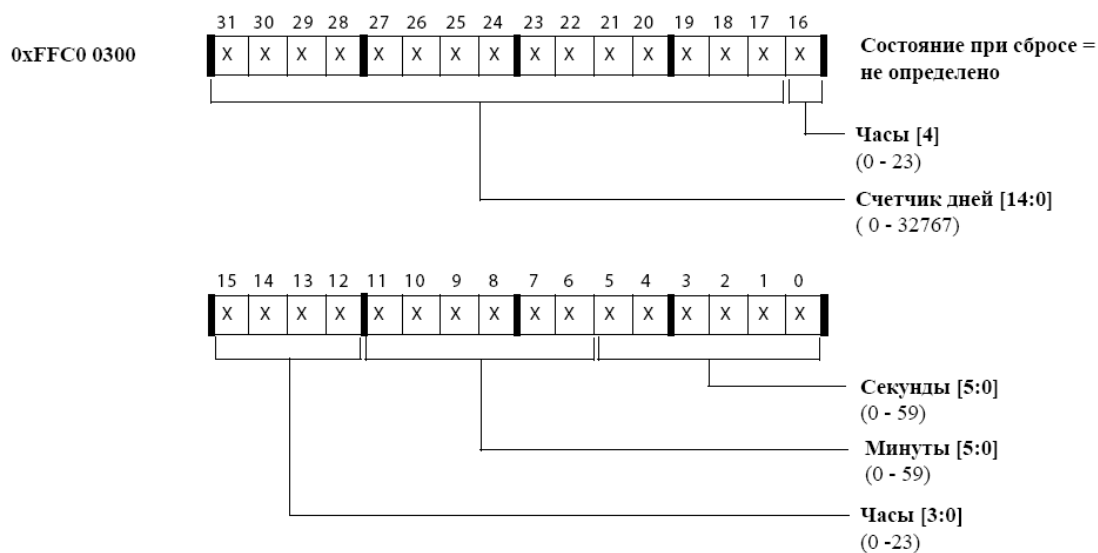 31 30 29 28 27 26 25 24 23 22 21 20 19 18 17 16
0xFFC0 0300
X X X X X X X X X X X X X X X X
Состояние при сбросе =
не определено
Часы [4]
(0 - 23)
Счетчик дней [14:0]
( 0 - 32767)
15 14 13 12 11 10 9 8 7 6 5 4 3 2 1 0
X X X X X X X X X X X X X X X X
Секунды [5:0]
(0 - 59)
Минуты [5:0]
(0 - 59)
Часы [3:0]
(0 -23)